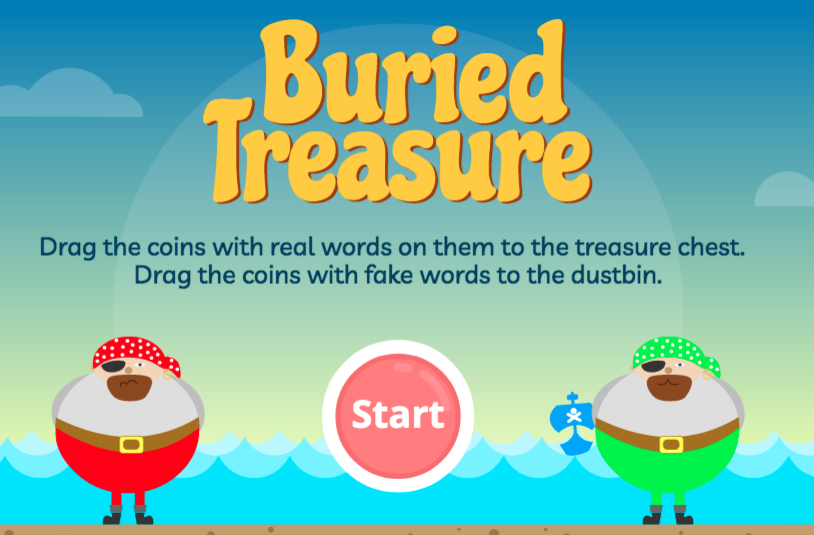 Buried
Treasure
Drag the coins with real words on them to the treasure chest.
Drag the coins with fake words to the dustbin.
Start